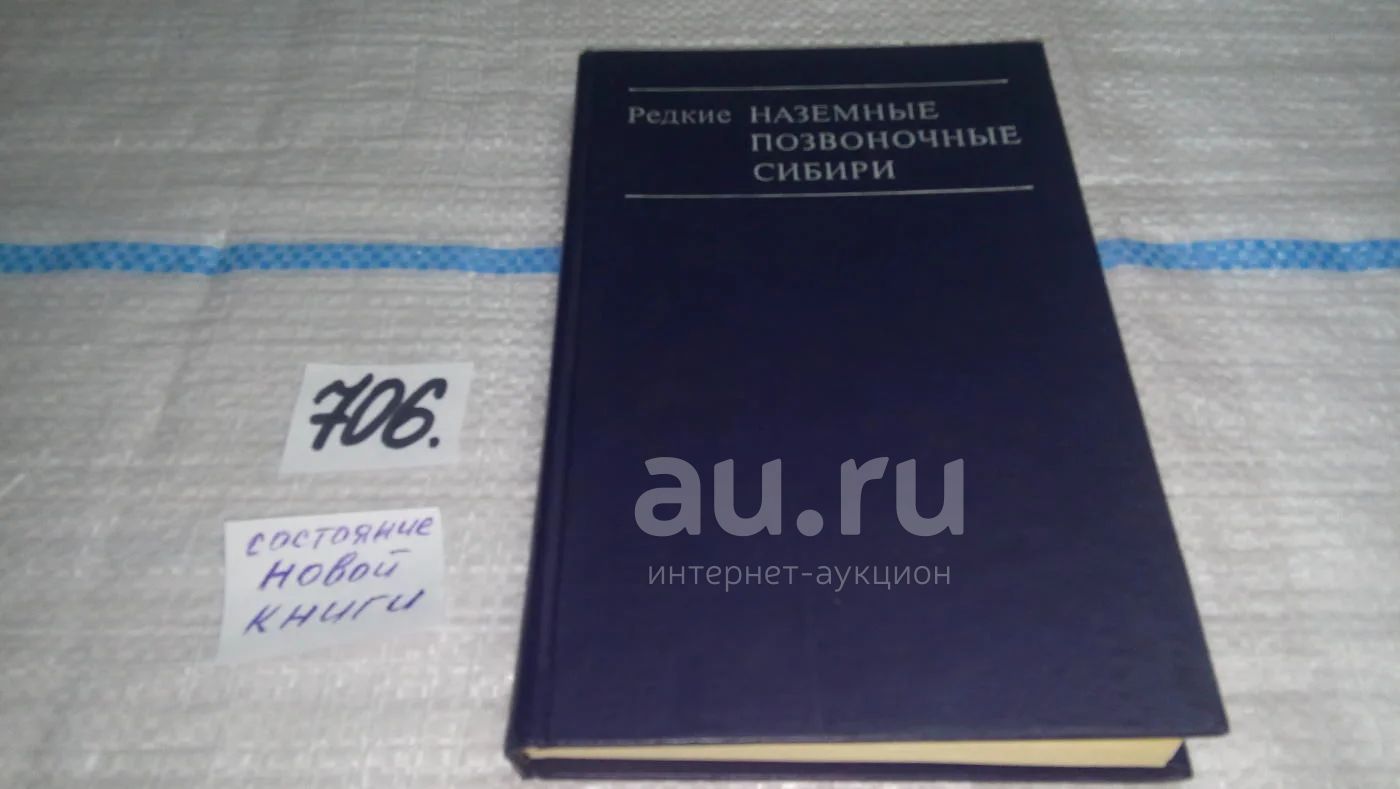 Редкие НАЗЕМНЫЕ
ПОЗВОНОЧНЫЕ
СИБИРИ
706.
состояние
новой
книги
au.ru
интернет-аукцион